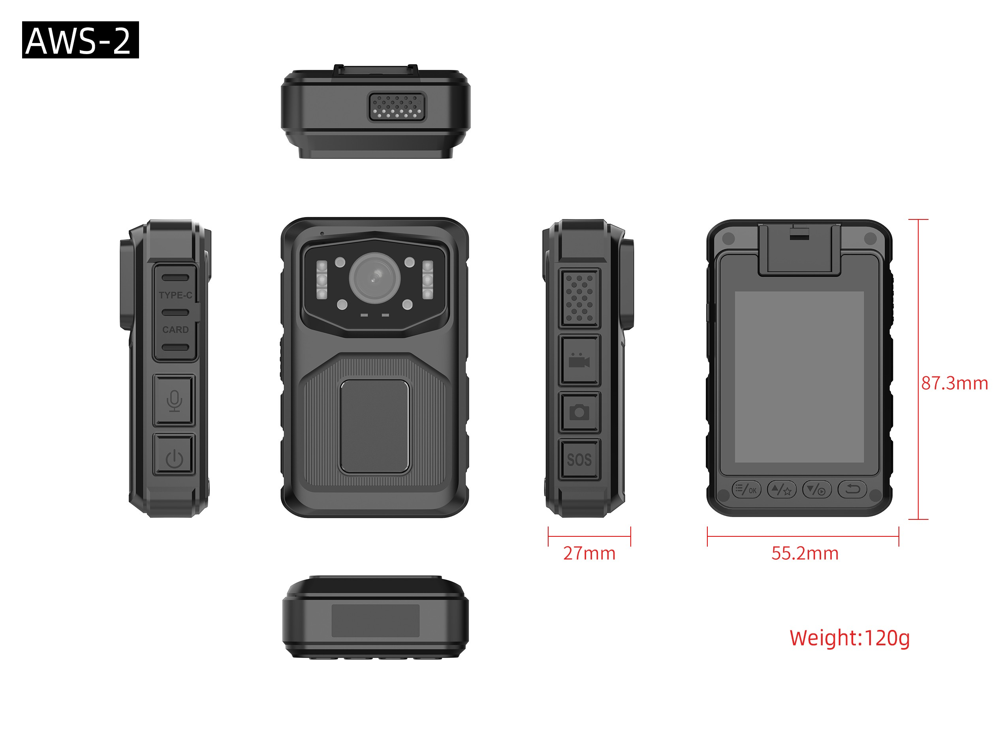 AWS-2
TYPE-C
CARD
SOS
OK
87.3mm
27mm
55.2mm
Weight:120g